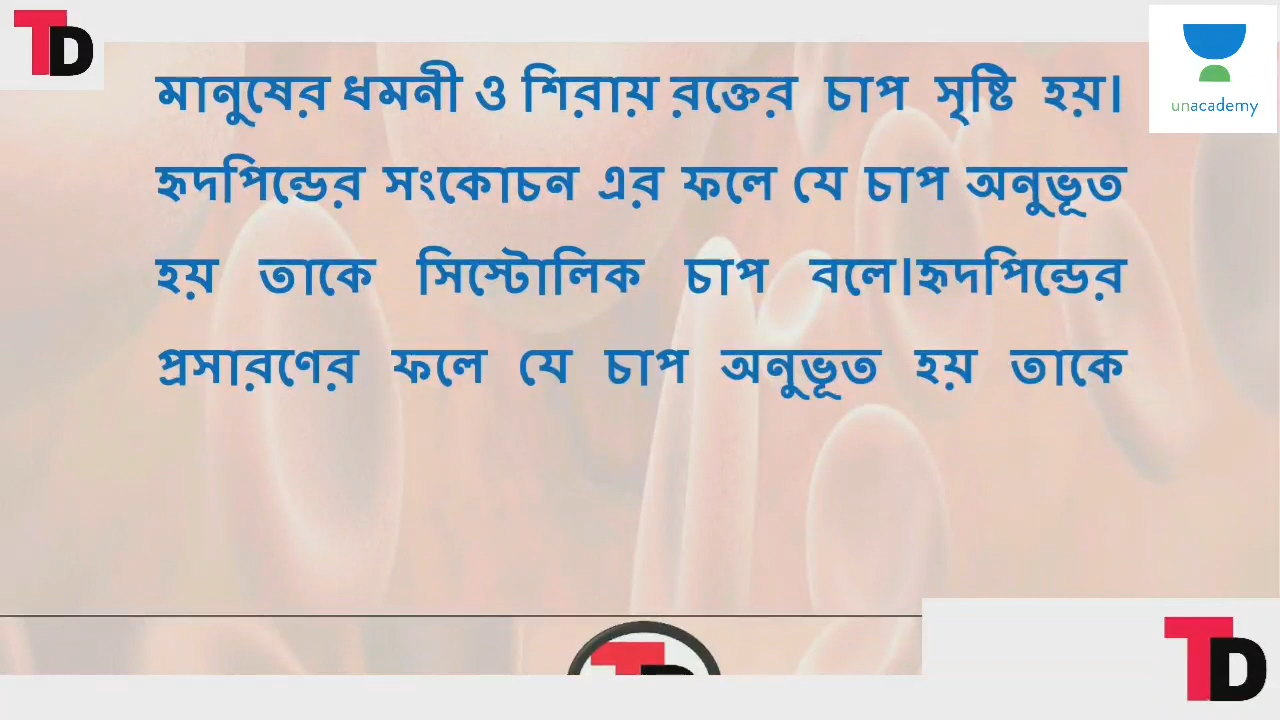 TD
unacademy
মানুষের ধমনী ও শিরায় রক্তের চাপ সৃষ্টি হয়।
হৃদপিন্ডের সংকোচন এর ফলে যে চাপ অনুভূত
হয় তাকে সিস্টোলিক চাপ বলে।হৃদপিন্ডের
প্রসারণের ফলে যে চাপ অনুভূত হয় তাকে
TD
TD